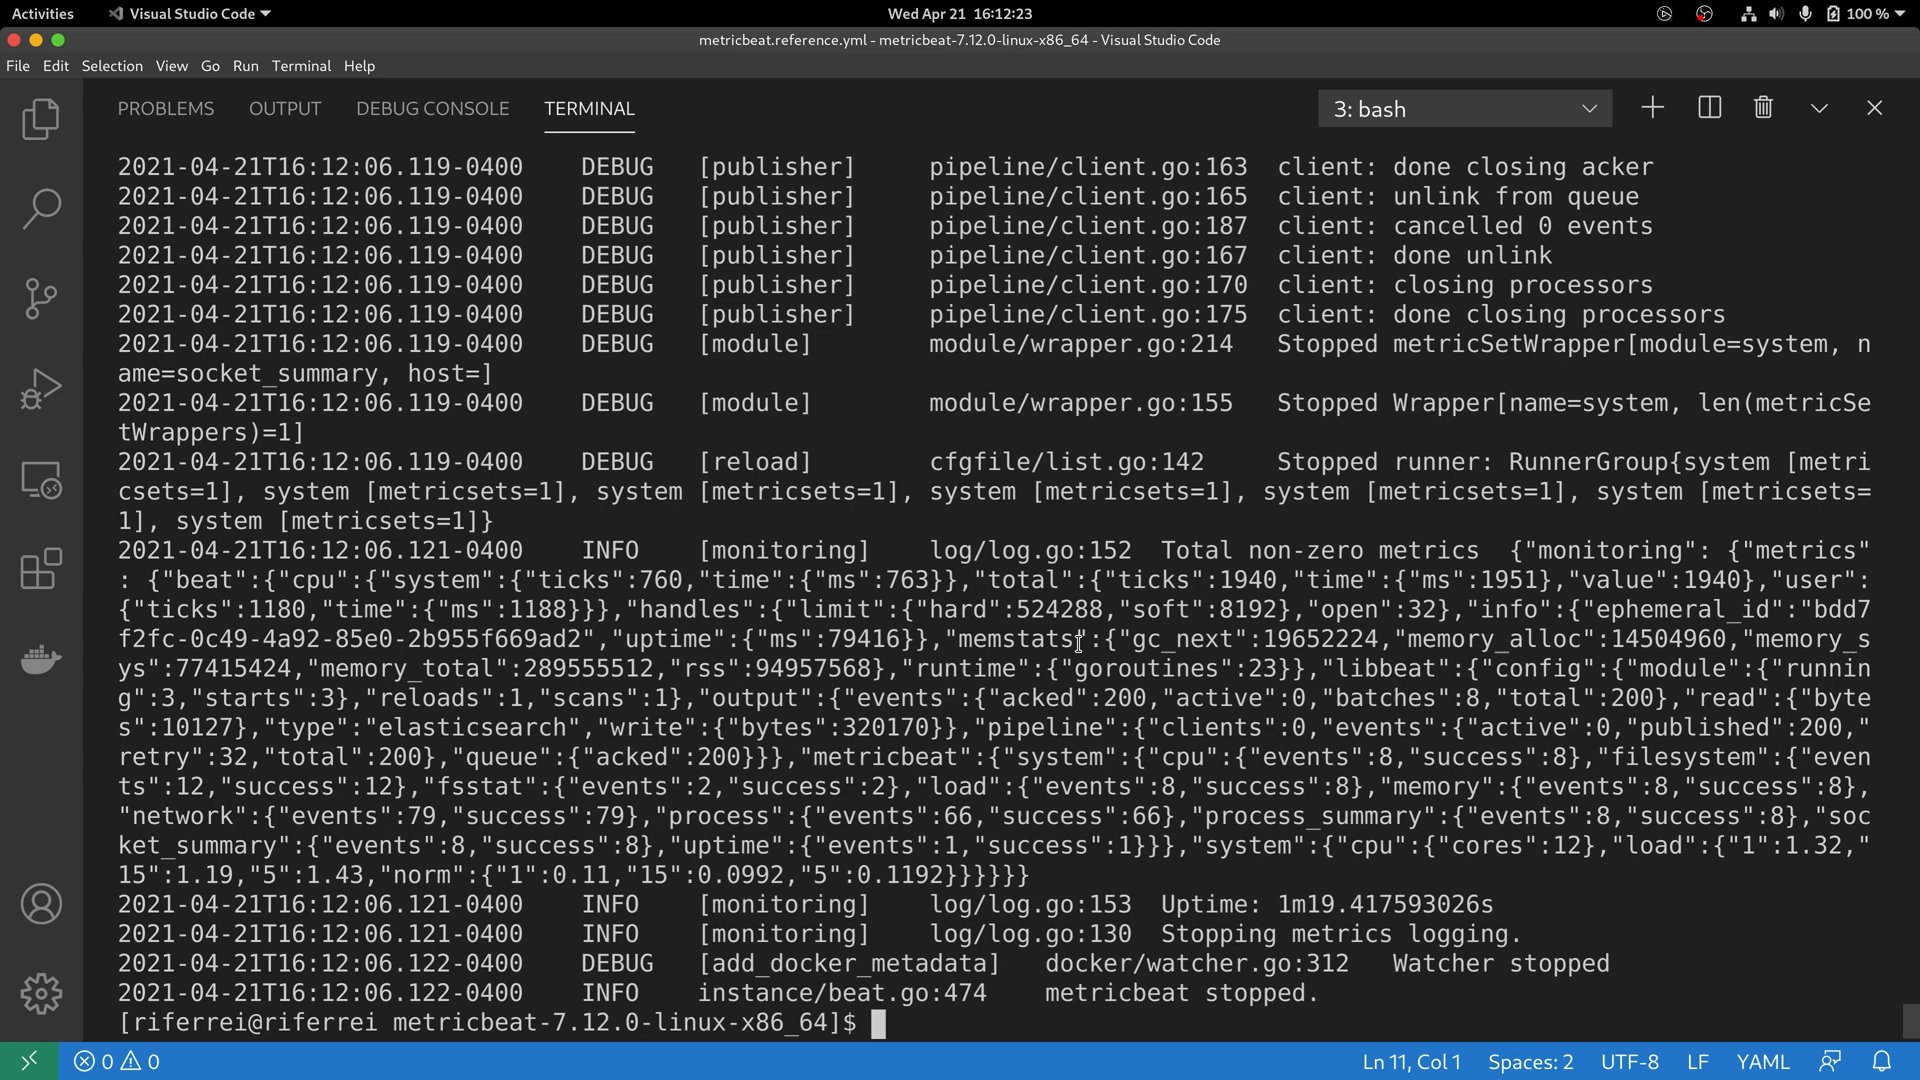 Activities Visual Studio Code Wed Apr 21 16:12:23 100 %
metricbeat.reference.yml - metricbeat-7.12.0-linux-x86_64 - Visual Studio Code
File Edit Selection View Go Run Terminal Help
PROBLEMS OUTPUT DEBUG CONSOLE TERMINAL 3: bash
2021-04-21T16:12:06.119-0400 DEBUG [publisher] pipeline/client.go:163 client: done closing acker
2021-04-21T16:12:06.119-0400 DEBUG [publisher] pipeline/client.go:165 client: unlink from queue
2021-04-21T16:12:06.119-0400 DEBUG [publisher] pipeline/client.go:187 client: cancelled 0 events
2021-04-21T16:12:06.119-0400 DEBUG [publisher] pipeline/client.go:167 client: done unlink
2021-04-21T16:12:06.119-0400 DEBUG [publisher] pipeline/client.go:170 client: closing processors
2021-04-21T16:12:06.119-0400 DEBUG [publisher] pipeline/client.go:175 client: done closing processors
2021-04-21T16:12:06.119-0400 DEBUG [module] module/wrapper.go:214 Stopped metricSetWrapper[module=system, n
ame=socket_summary, host=]
2021-04-21T16:12:06.119-0400 DEBUG [module] module/wrapper.go:155 Stopped Wrapper[name=system, len(metricSe
tWrappers)=1]
2021-04-21T16:12:06.119-0400 DEBUG [reload] cfgfile/list.go:142 Stopped runner: RunnerGroup{system [metri
csets=1], system [metricsets=1], system [metricsets=1], system [metricsets=1], system [metricsets=1], system [metricsets=
1], system [metricsets=1]}
2021-04-21T16:12:06.121-0400 INFO [monitoring] log/log.go:152 Total non-zero metrics {"monitoring": {"metrics"
: {"beat":{"cpu":{"system":{"ticks":760,"time":{"ms":763}},"total":{"ticks":1940,"time":{"ms":1951},"value":1940},"user":
{"ticks":1180,"time":{"ms":1188}}},"handles":{"limit":{"hard":524288,"soft":8192},"open":32},"info":{"ephemeral_id":"bdd7
f2fc-0c49-4a92-85e0-2b955f669ad2","uptime":{"ms":79416}},"memstats":{"gc_next":19652224,"memory_alloc":14504960,"memory_s
ys":77415424,"memory_total":289555512,"rss":94957568},"runtime":{"goroutines":23}},"libbeat":{"config":{"module":{"runnin
g":3,"starts":3},"reloads":1,"scans":1},"output":{"events":{"acked":200,"active":0,"batches":8,"total":200},"read":{"byte
s":10127},"type":"elasticsearch","write":{"bytes":320170}},"pipeline":{"clients":0,"events":{"active":0,"published":200,"
retry":32,"total":200},"queue":{"acked":200}}},"metricbeat":{"system":{"cpu":{"events":8,"success":8},"filesystem":{"even
ts":12,"success":12},"fsstat":{"events":2,"success":2},"load":{"events":8,"success":8},"memory":{"events":8,"success":8},
"network":{"events":79,"success":79},"process":{"events":66,"success":66},"process_summary":{"events":8,"success":8},"soc
ket_summary":{"events":8,"success":8},"uptime":{"events":1,"success":1}}},"system":{"cpu":{"cores":12},"load":{"1":1.32,"
15":1.19,"5":1.43,"norm":{"1":0.11,"15":0.0992,"5":0.1192}}}}}}
2021-04-21T16:12:06.121-0400 INFO [monitoring] log/log.go:153 Uptime: 1m19.417593026s
2021-04-21T16:12:06.121-0400 INFO [monitoring] log/log.go:130 Stopping metrics logging.
2021-04-21T16:12:06.122-0400 DEBUG [add_docker_metadata] docker/watcher.go:312 Watcher stopped
2021-04-21T16:12:06.122-0400 INFO instance/beat.go:474 metricbeat stopped.
[riferrei@riferrei metricbeat-7.12.0-linux-x86_64]$
0 0 Ln 11, Col 1 Spaces: 2 UTF-8 LF YAML